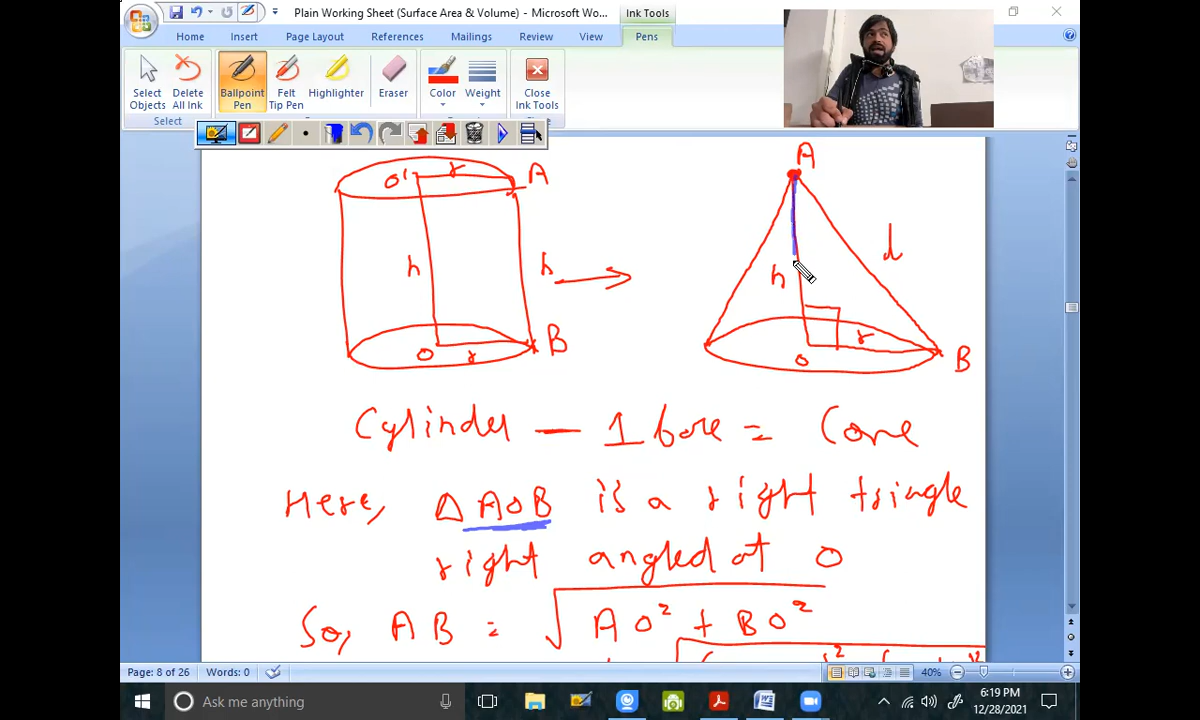 Plain Working Sheet (Surface Area & Volume) - Microsoft Wo...
Ink Tools
Home Insert Page Layout References Mailings Review View Pens
Select Objects
Delete All Ink
Ballpoint Pen
Felt Tip Pen
Highlighter
Eraser
Color
Weight
Close Ink Tools
Select
O' r A
h h
O r B
A
h l
r
O B
Cylinder — 1 base = Cone
Here, Δ AOB is a right tringle
right angled at O
So, AB = √ AO² + BO²
Page: 8 of 26 Words: 0 40%
Ask me anything
6:19 PM
12/28/2021